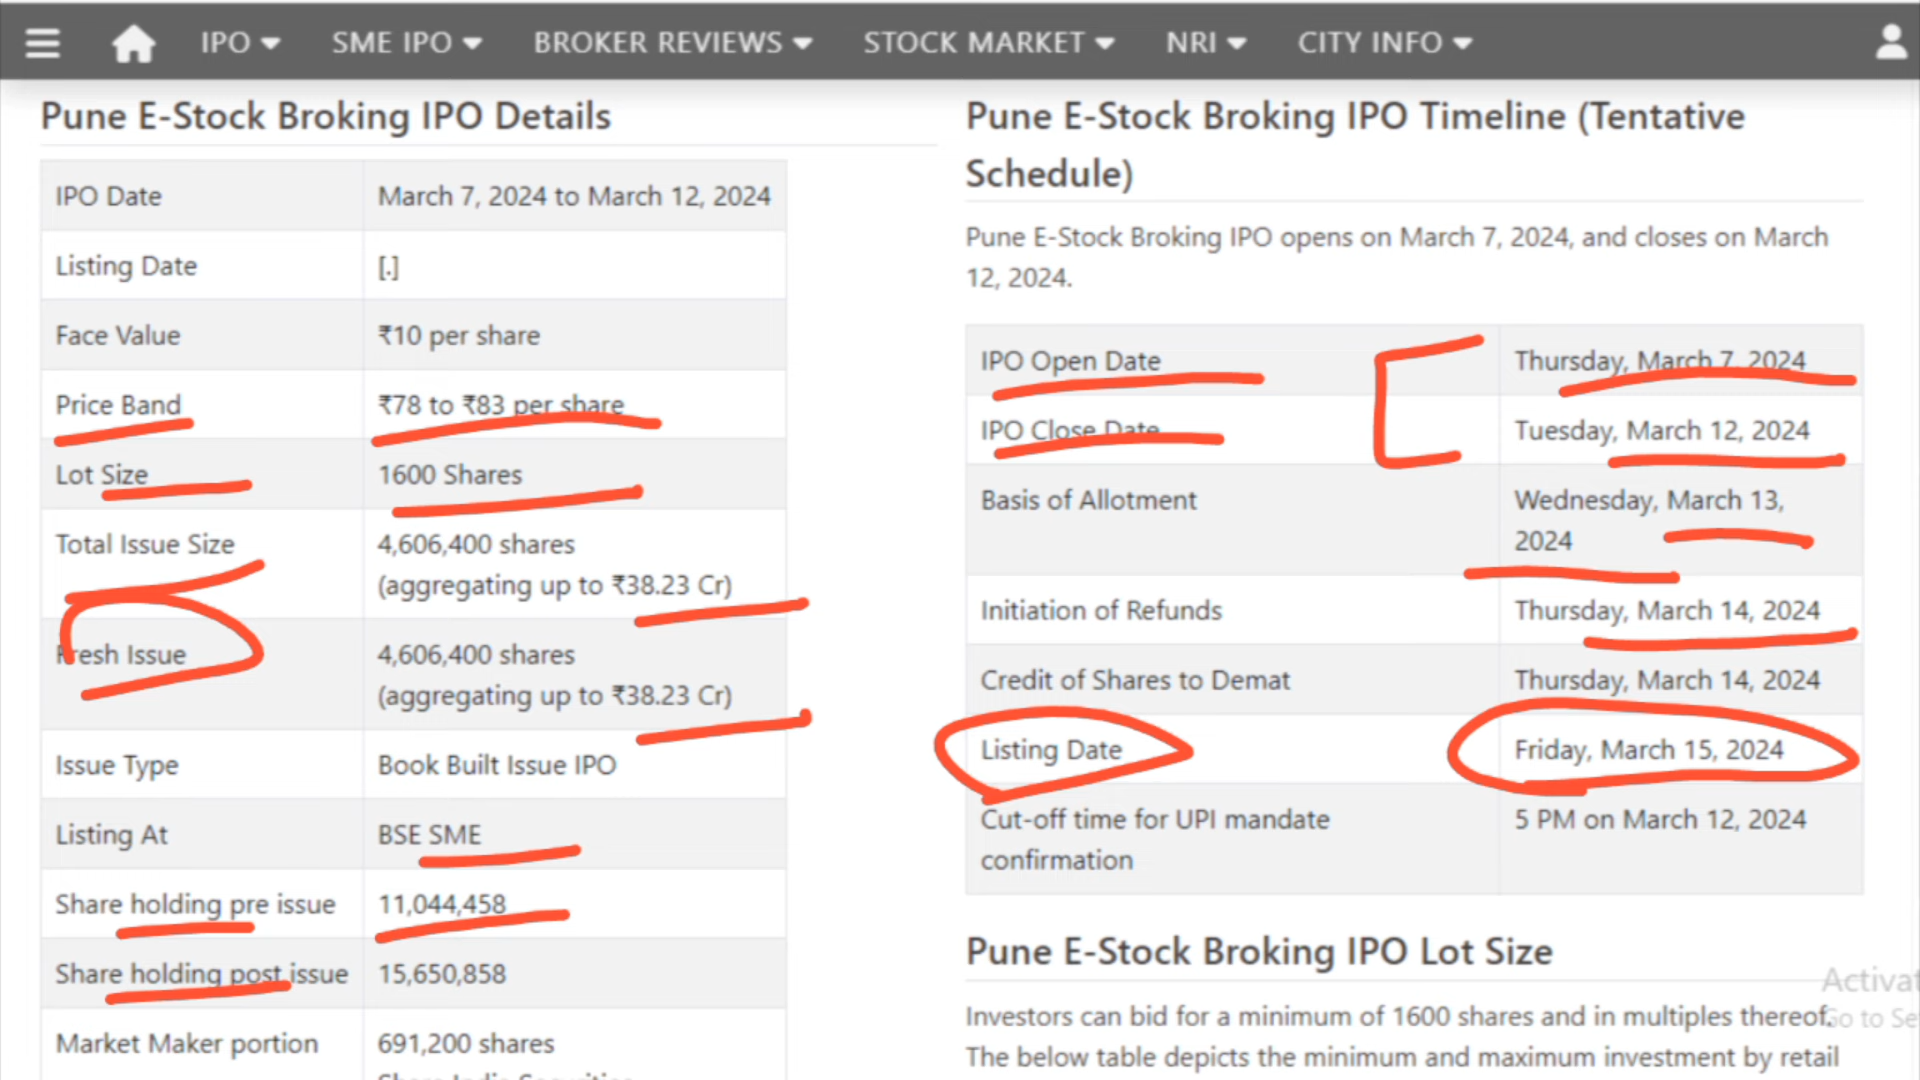 IPO SME IPO BROKER REVIEWS STOCK MARKET NRI CITY INFO
Pune E-Stock Broking IPO Details
IPO Date March 7, 2024 to March 12, 2024
Listing Date [.]
Face Value ₹10 per share
Price Band ₹78 to ₹83 per share
Lot Size 1600 Shares
Total Issue Size 4,606,400 shares
(aggregating up to ₹38.23 Cr)
Fresh Issue 4,606,400 shares
(aggregating up to ₹38.23 Cr)
Issue Type Book Built Issue IPO
Listing At BSE SME
Share holding pre issue 11,044,458
Share holding post issue 15,650,858
Market Maker portion 691,200 shares
Pune E-Stock Broking IPO Timeline (Tentative
Schedule)
Pune E-Stock Broking IPO opens on March 7, 2024, and closes on March
12, 2024.
IPO Open Date Thursday, March 7, 2024
IPO Close Date Tuesday, March 12, 2024
Basis of Allotment Wednesday, March 13,
2024
Initiation of Refunds Thursday, March 14, 2024
Credit of Shares to Demat Thursday, March 14, 2024
Listing Date Friday, March 15, 2024
Cut-off time for UPI mandate 5 PM on March 12, 2024
confirmation
Pune E-Stock Broking IPO Lot Size
Investors can bid for a minimum of 1600 shares and in multiples thereof.
The below table depicts the minimum and maximum investment by retail
Activat
Go to Se